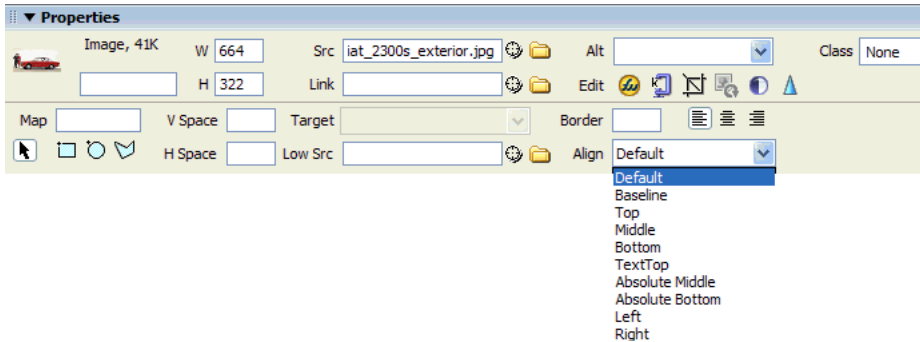 Properties
Image, 41K W 664 Src iat_2300s_exterior.jpg Alt Class None
H 322 Link Edit
Map V Space Target Border
H Space Low Src Align Default
Default
Baseline
Top
Middle
Bottom
TextTop
Absolute Middle
Absolute Bottom
Left
Right